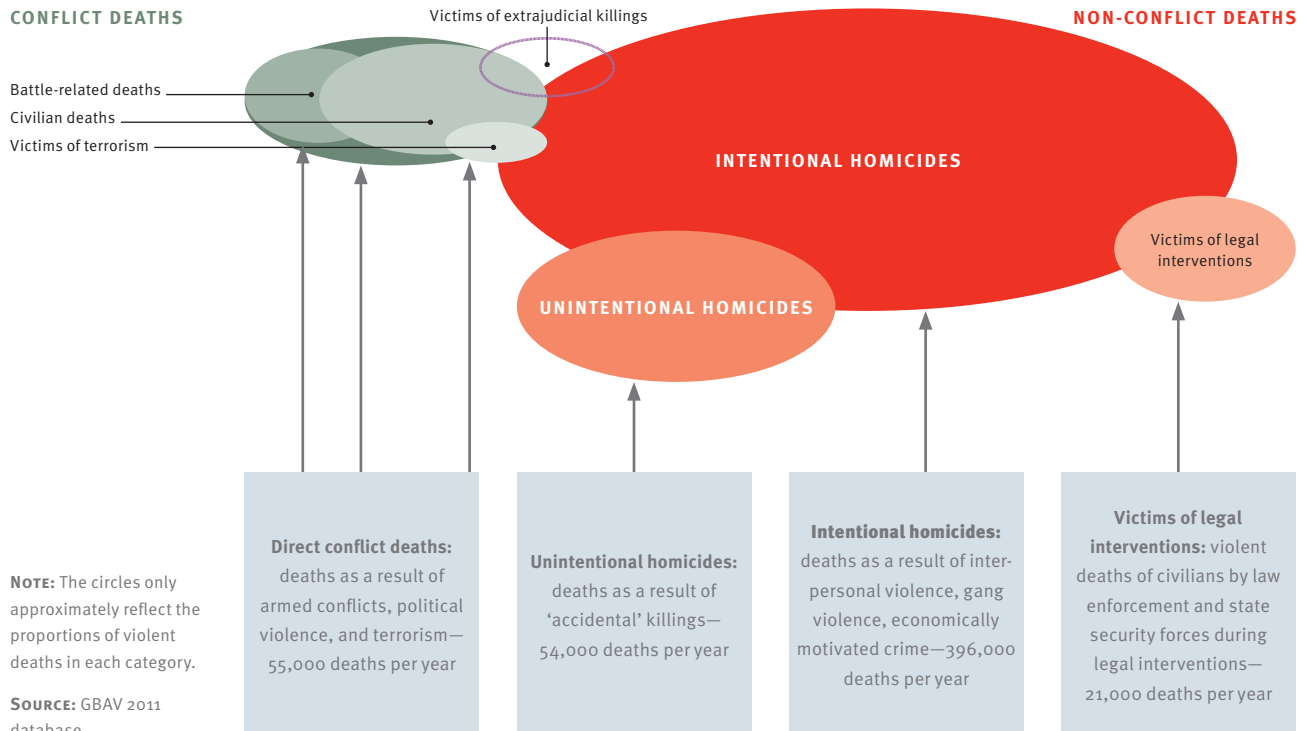 CONFLICT DEATHS
Victims of extrajudicial killings
NON-CONFLICT DEATHS
Battle-related deaths
Civilian deaths
Victims of terrorism
INTENTIONAL HOMICIDES
Victims of legal
interventions
UNINTENTIONAL HOMICIDES
NOTE: The circles only
approximately reflect the
proportions of violent
deaths in each category.
SOURCE: GBAV 2011
database
Direct conflict deaths:
deaths as a result of
armed conflicts, political
violence, and terrorism—
55,000 deaths per year
Unintentional homicides:
deaths as a result of
‘accidental’ killings—
54,000 deaths per year
Intentional homicides:
deaths as a result of inter-
personal violence, gang
violence, economically
motivated crime—396,000
deaths per year
Victims of legal
interventions: violent
deaths of civilians by law
enforcement and state
security forces during
legal interventions—
21,000 deaths per year